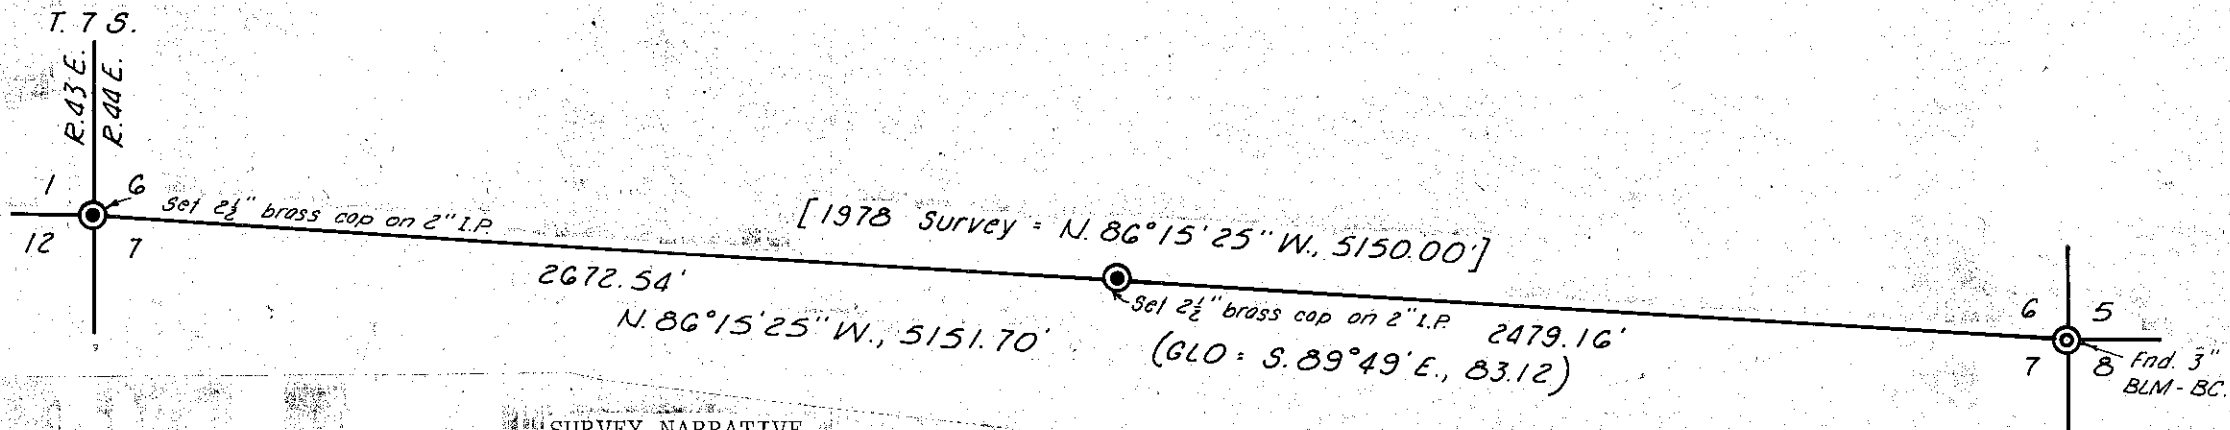 T. 7 S.
R.43 E.
R.44 E.
1
6
Set 2½" brass cap on 2" I.P.
12
7
[1978 Survey = N. 86°15'25" W., 5150.00']
2672.54'
N. 86°15'25" W., 5151.70'
Set 2½" brass cap on 2" I.P.
2479.16'
(GLO = S. 89°49' E., 83.12)
6
5
7
8
Fnd. 3"
BLM - BC.
SURVEY NARRATIVE